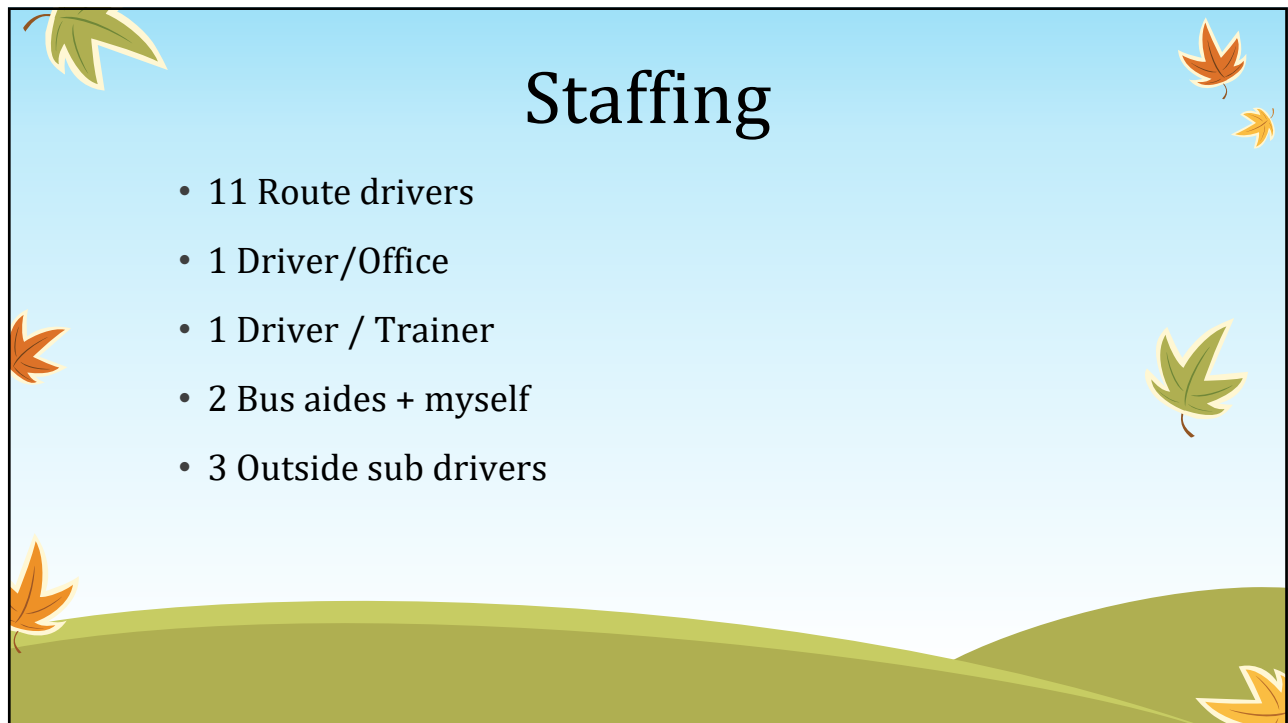 Staffing
• 11 Route drivers
• 1 Driver/Office
• 1 Driver / Trainer
• 2 Bus aides + myself
• 3 Outside sub drivers